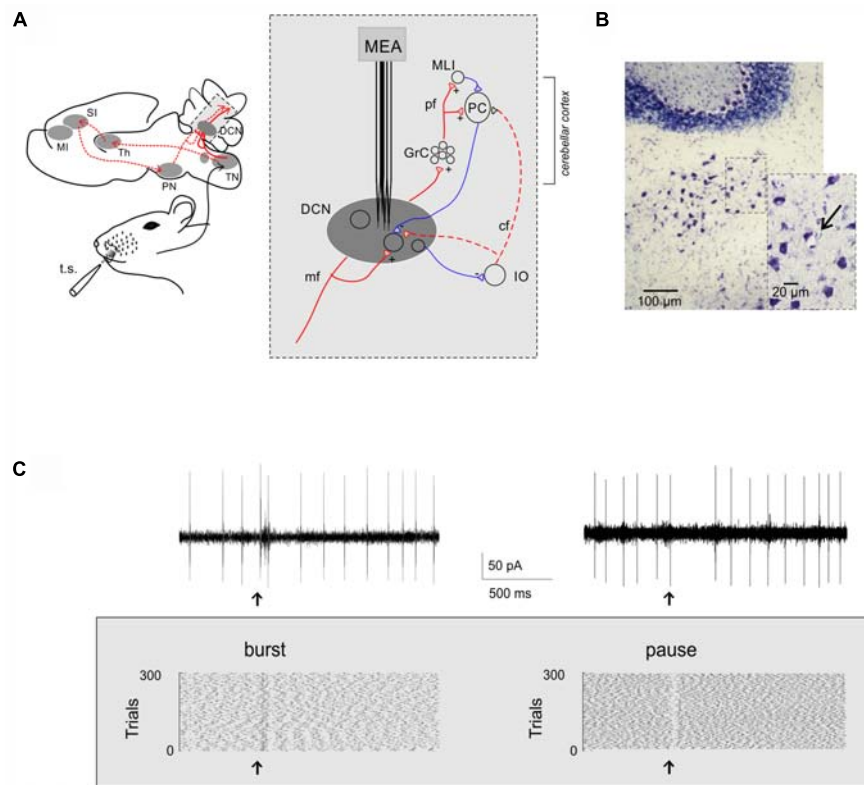 A
SI
MI
Th
DCN
PN
TN
t.s.
MEA
MLI
+
pf
PC
+
GrC
+
cerebellar cortex
DCN
cf
+
mf
-
IO
B
100 µm
20 µm
C
50 pA
500 ms
burst
pause
300
Trials
0
300
Trials
0